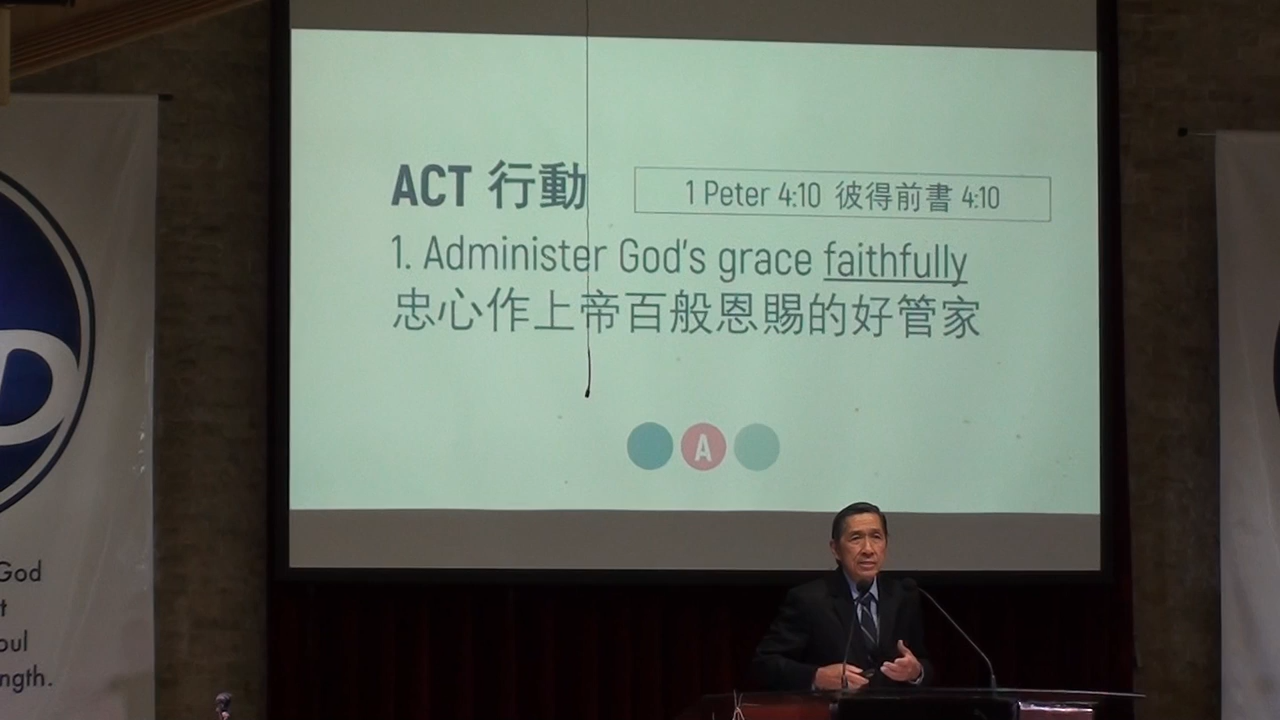 ACT 行動
1 Peter 4:10 彼得前書 4:10
1. Administer God's grace faithfully
忠心作上帝百般恩賜的好管家
A
D
God
t
oul
ngth.